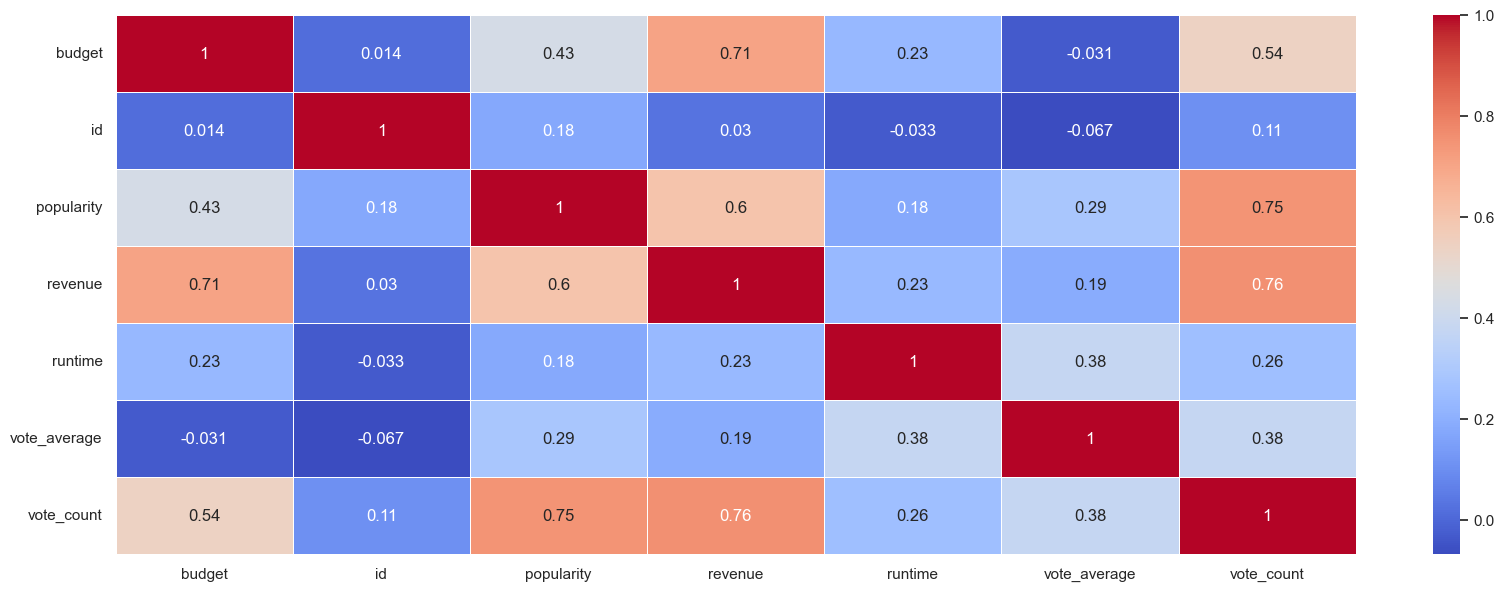 budget 1 0.014 0.43 0.71 0.23 -0.031 0.54
id 0.014 1 0.18 0.03 -0.033 -0.067 0.11
popularity 0.43 0.18 1 0.6 0.18 0.29 0.75
revenue 0.71 0.03 0.6 1 0.23 0.19 0.76
runtime 0.23 -0.033 0.18 0.23 1 0.38 0.26
vote_average -0.031 -0.067 0.29 0.19 0.38 1 0.38
vote_count 0.54 0.11 0.75 0.76 0.26 0.38 1
budget id popularity revenue runtime vote_average vote_count
1.0
0.8
0.6
0.4
0.2
0.0